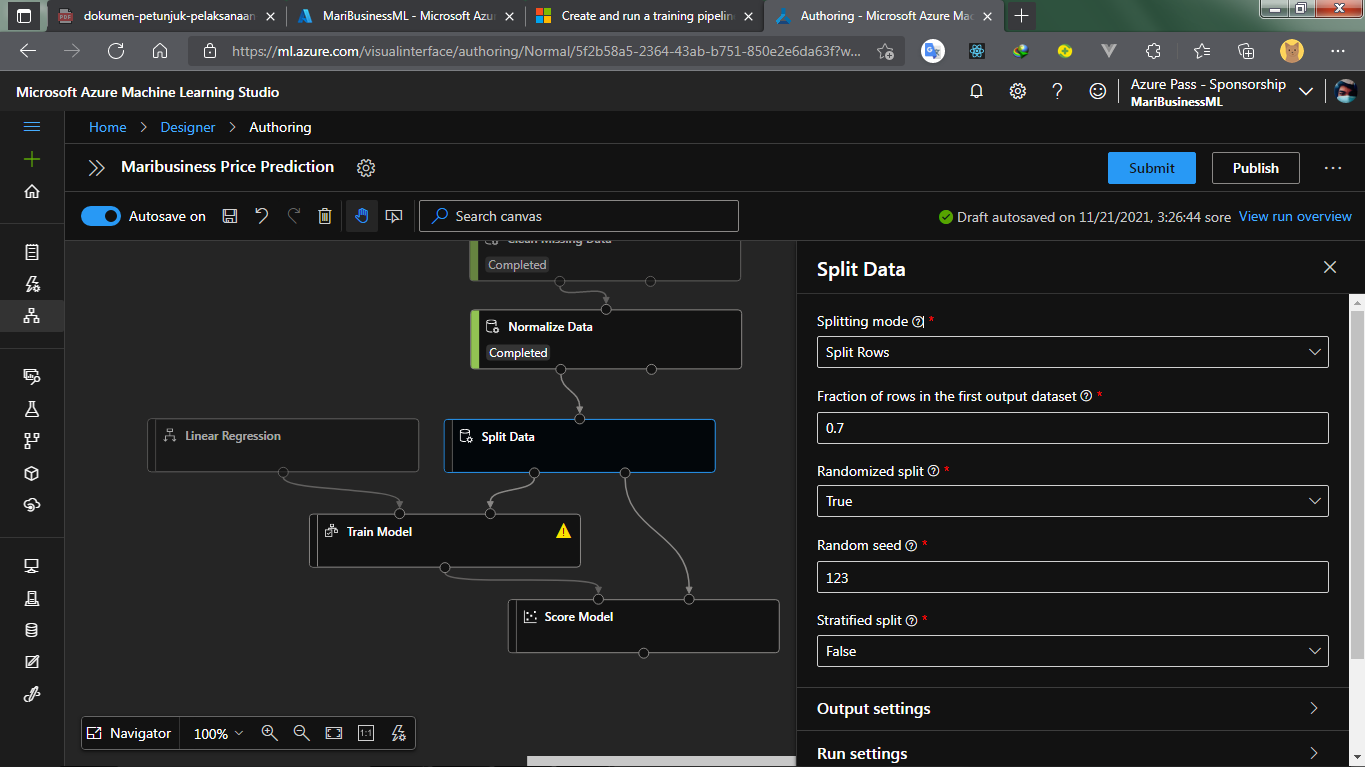 dokumen-petunjuk-pelaksanaan
MariBusinessML - Microsoft Azu
Create and run a training pipelin
Authoring - Microsoft Azure Mac
https://ml.azure.com/visualinterface/authoring/Normal/5f2b58a5-2364-43ab-b751-850e2e6da63f?w...
Microsoft Azure Machine Learning Studio
Azure Pass - Sponsorship
MariBusinessML
Home > Designer > Authoring
Maribusiness Price Prediction
Submit
Publish
Autosave on
Search canvas
Draft autosaved on 11/21/2021, 3:26:44 sore
View run overview
Clean Missing Data
Completed
Normalize Data
Completed
Linear Regression
Split Data
Train Model
Score Model
Navigator
100%
1:1
Split Data
Splitting mode *
Split Rows
Fraction of rows in the first output dataset *
0.7
Randomized split *
True
Random seed *
123
Stratified split *
False
Output settings
Run settings